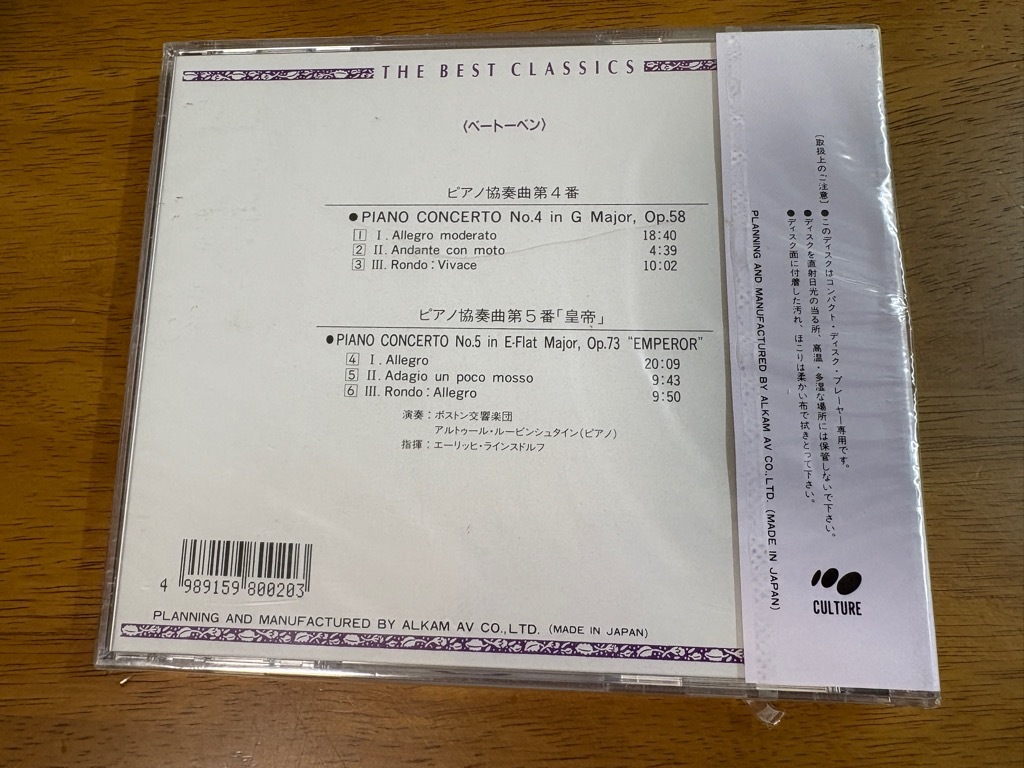 THE BEST CLASSICS
〈ベートーベン〉
ピアノ協奏曲第4番
●PIANO CONCERTO No.4 in G Major, Op.58
1 I. Allegro moderato 18:40
2 II. Andante con moto 4:39
3 III. Rondo: Vivace 10:02
ピアノ協奏曲第5番「皇帝」
●PIANO CONCERTO No.5 in E-Flat Major, Op.73 "EMPEROR"
4 I. Allegro 20:09
5 II. Adagio un poco mosso 9:43
6 III. Rondo: Allegro 9:50
演奏：ボストン交響楽団
アルトゥール・ルービンシュタイン(ピアノ)
指揮：エーリッヒ・ラインスドルフ
4 989159 800203
PLANNING AND MANUFACTURED BY ALKAM AV CO.,LTD. (MADE IN JAPAN)
〔取扱上のご注意〕●このディスクはコンパクト・ディスク・プレーヤー専用です。
●ディスクを直射日光の当る所、高温・多湿な場所には保管しないで下さい。
●ディスク面に付着した汚れ、ほこりは柔かい布で拭きとって下さい。
PLANNING AND MANUFACTURED BY ALKAM AV CO.,LTD. (MADE IN JAPAN)
CULTURE